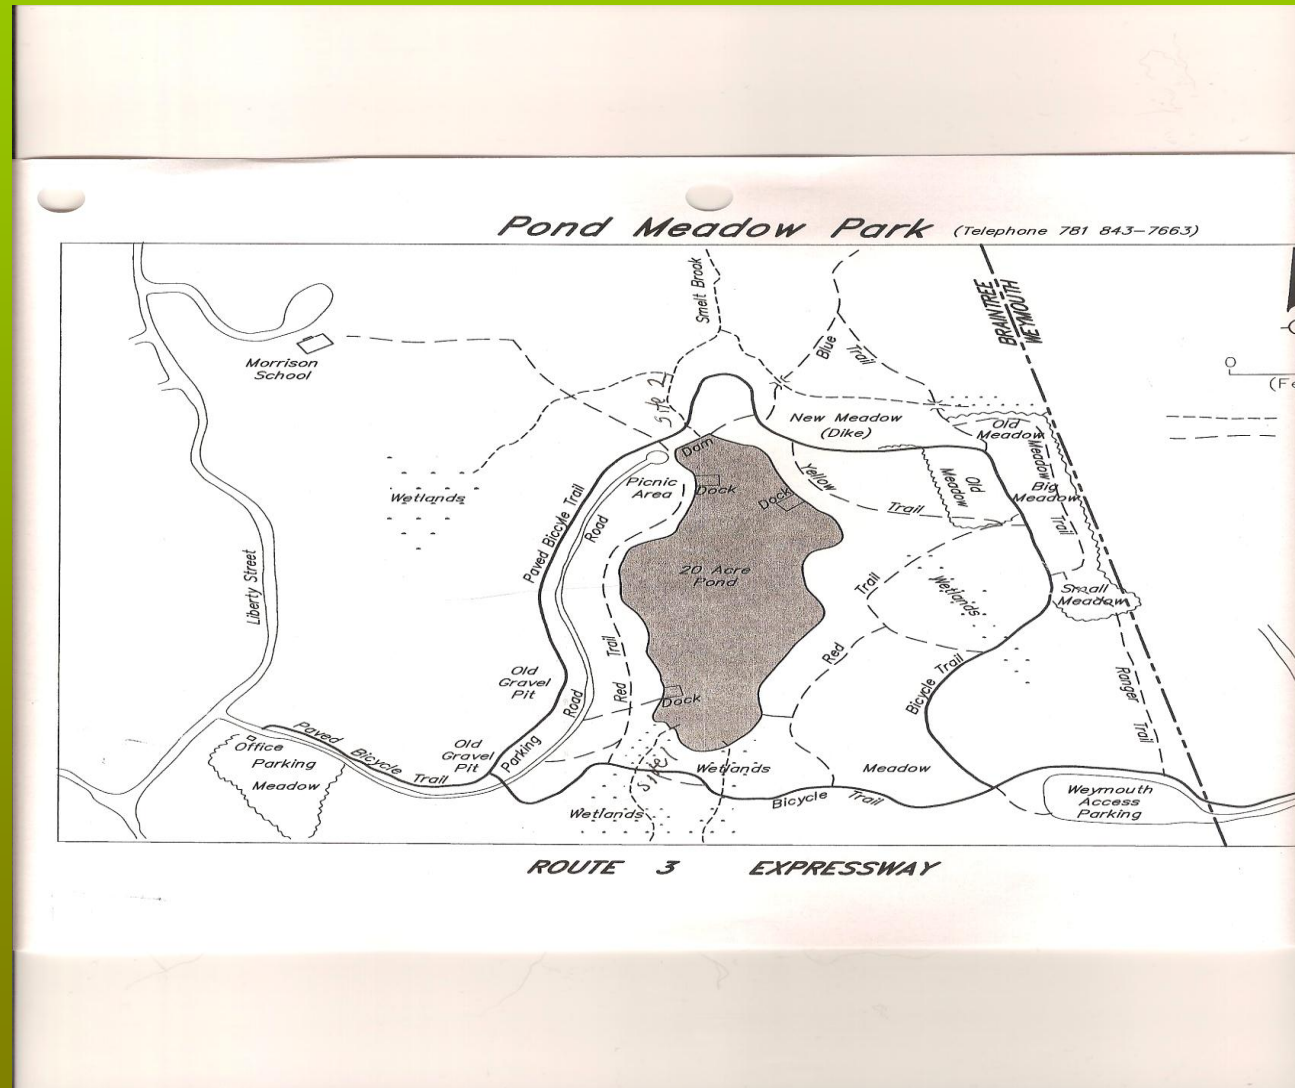 Pond Meadow Park (Telephone 781 843-7663)
Smelt Brook
BRAINTREE
WEYMOUTH
Morrison
School
Blue
Trail
0
(Fe
Site 2
New Meadow
(Dike)
Old
Meadow
Dam
Meadow
Trail
Big
Meadow
Old
Meadow
Yellow
Trail
Picnic
Area
Dock
Dock
Wetlands
Paved Biccyle Trail
Road
20 Acre
Pond
Trail
Wetlands
Small
Meadow
Liberty Street
Red
Trail
Red
Old
Gravel
Pit
Road
Dock
Bicycle Trail
Ranger
Trail
Paved
Bicycle
Trail
Office
Parking
Meadow
Old
Gravel
Pit
Parking
Site 1
Wetlands
Meadow
Wetlands
Bicycle Trail
Weymouth
Access
Parking
ROUTE 3 EXPRESSWAY